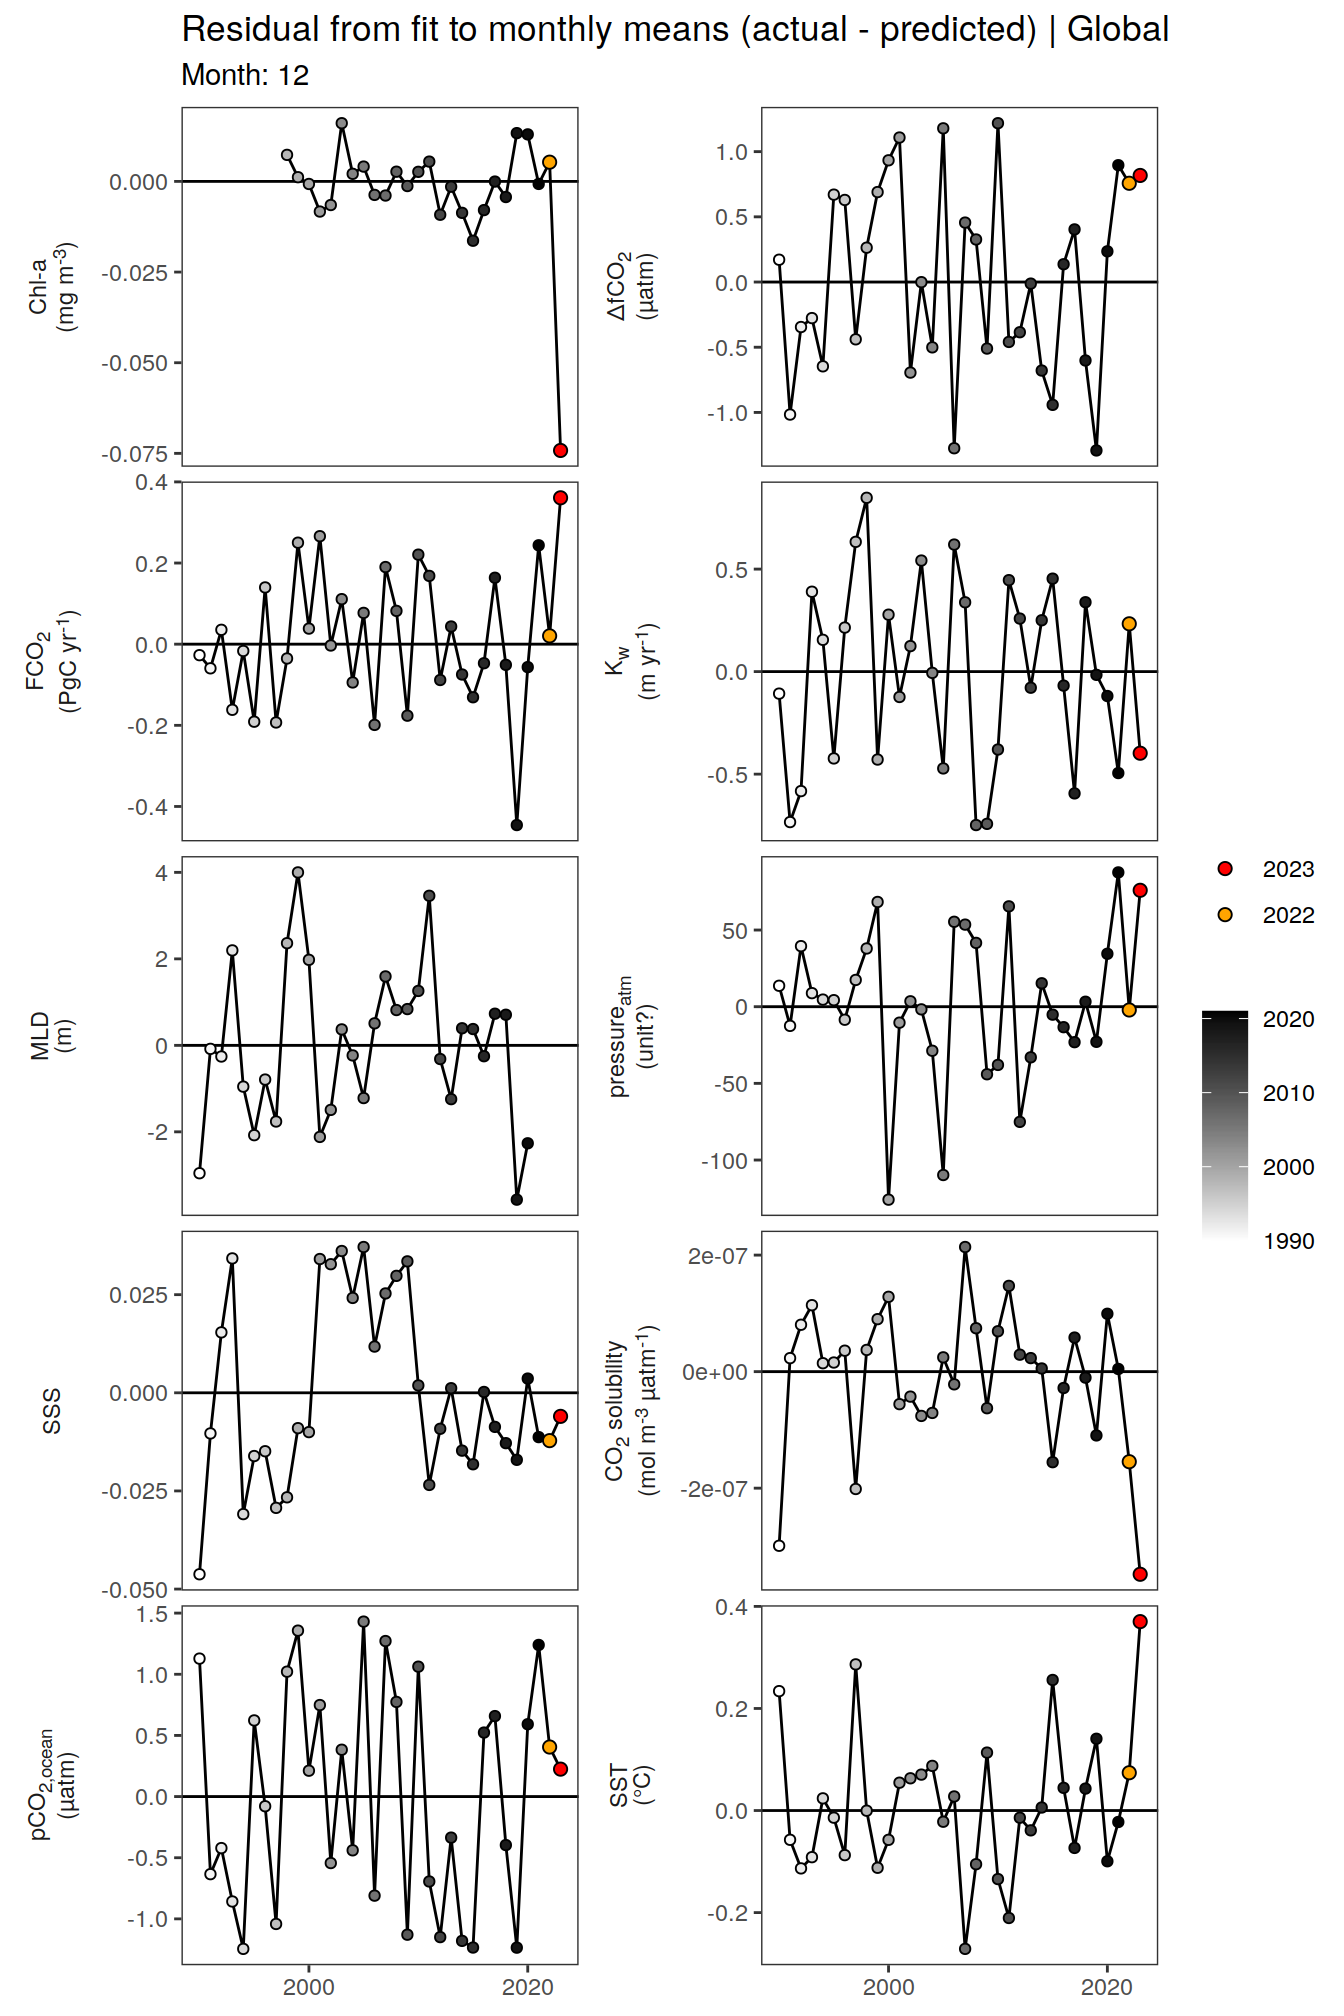 Residual from fit to monthly means (actual - predicted) | Global
Month: 12
Chl-a
(mg m-3)
0.000
-0.025
-0.050
-0.075
ΔfCO2
(µatm)
1.0
0.5
0.0
-0.5
-1.0
FCO2
(PgC yr-1)
0.4
0.2
0.0
-0.2
-0.4
Kw
(m yr-1)
0.5
0.0
-0.5
MLD
(m)
4
2
0
-2
pressureatm
(unit?)
50
0
-50
-100
SSS
0.025
0.000
-0.025
-0.050
CO2 solubility
(mol m-3 µatm-1)
2e-07
0e+00
-2e-07
pCO2,ocean
(µatm)
1.5
1.0
0.5
0.0
-0.5
-1.0
2000
2020
SST
(°C)
0.4
0.2
0.0
-0.2
2000
2020
2023
2022
2020
2010
2000
1990